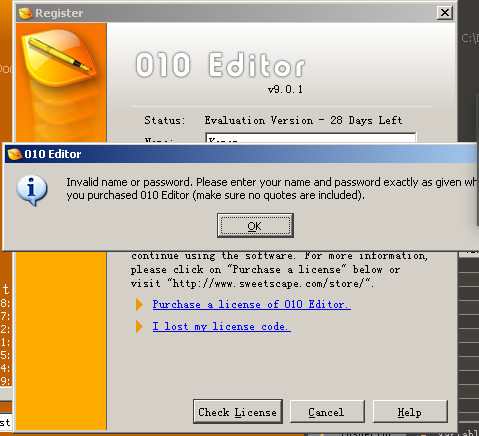 Register
010 Editor
v9.0.1
Status: Evaluation Version - 28 Days Left
010 Editor
Invalid name or password. Please enter your name and password exactly as given
you purchased 010 Editor (make sure no quotes are included).
OK
continue using the software. For more information,
please click on "Purchase a license" below or
visit "http://www.sweetscape.com/store/".
Purchase a license of 010 Editor.
I lost my license code.
Check License
Cancel
Help